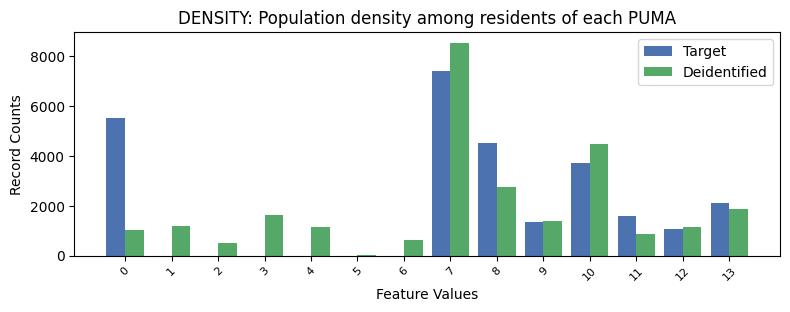 DENSITY: Population density among residents of each PUMA
Target
Deidentified
Record Counts
8000
6000
4000
2000
0
0 1 2 3 4 5 6 7 8 9 10 11 12 13
Feature Values